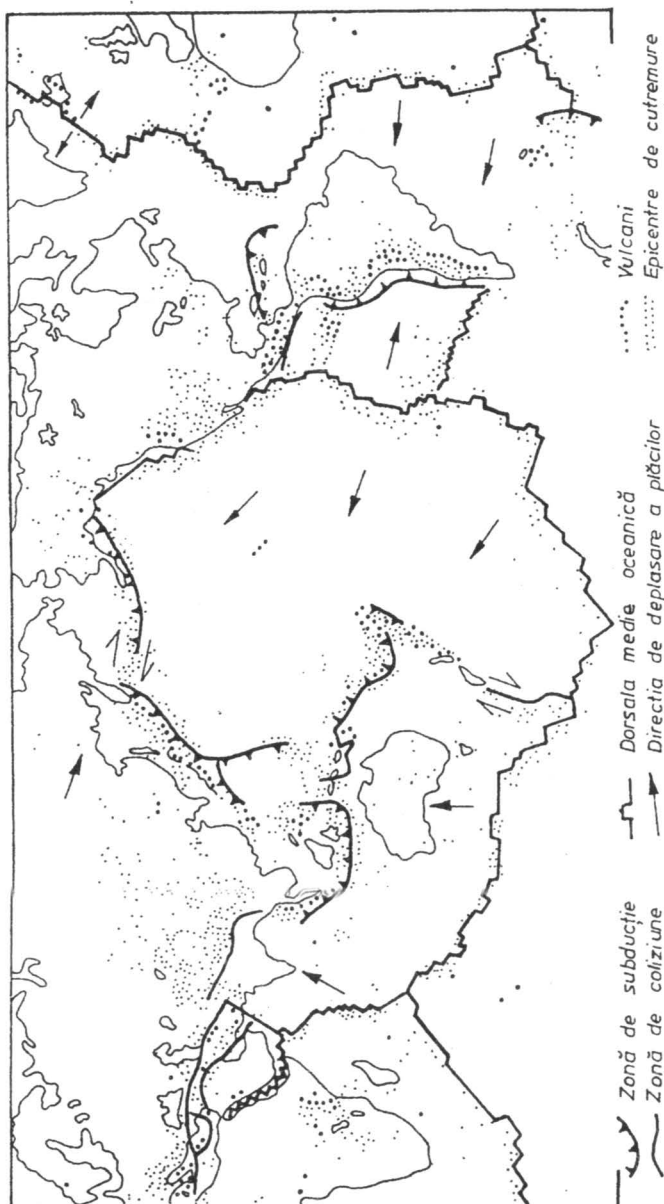 Zonă de subducție
Zonă de coliziune
Dorsala medie oceanică
Direcția de deplasare a plăcilor
Vulcani
Epicentre de cutremure